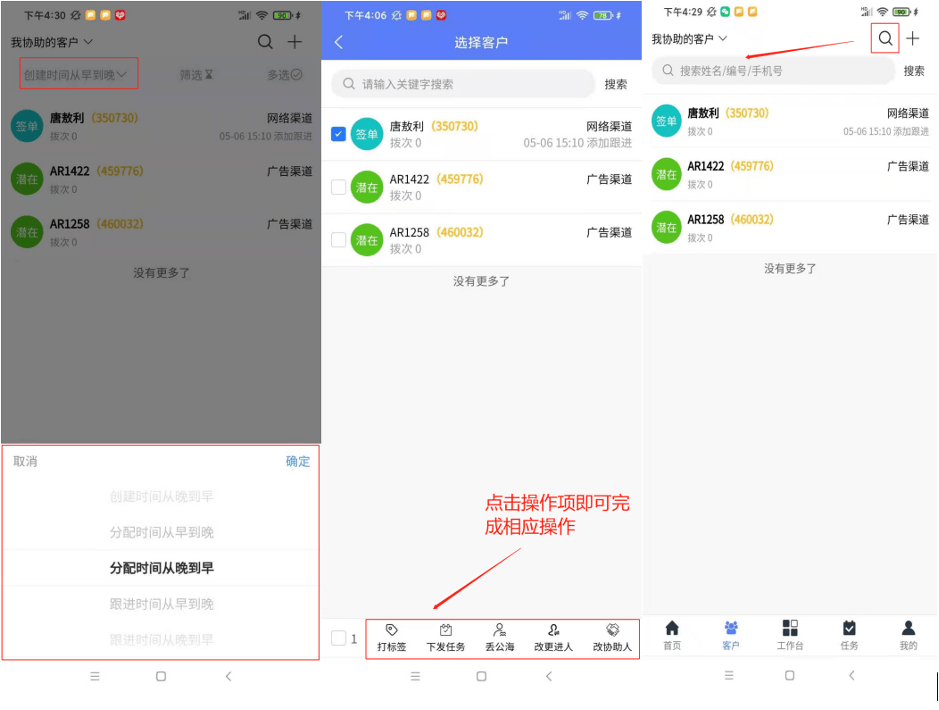 下午4:30
90
我协助的客户
创建时间从早到晚
筛选
多选
签单
唐敖利（350730）
网络渠道
拨次 0
05-06 15:10 添加跟进
潜在
AR1422（459776）
广告渠道
拨次 0
潜在
AR1258（460032）
广告渠道
拨次 0
没有更多了
取消
确定
创建时间从晚到早
分配时间从早到晚
分配时间从晚到早
跟进时间从早到晚
跟进时间从晚到早
下午4:06
78
选择客户
请输入关键字搜索
搜索
签单
唐敖利（350730）
网络渠道
拨次 0
05-06 15:10 添加跟进
潜在
AR1422（459776）
广告渠道
拨次 0
潜在
AR1258（460032）
广告渠道
拨次 0
没有更多了
点击操作项即可完
成相应操作
1
打标签
下发任务
丢公海
改更进人
改协助人
下午4:29
90
我协助的客户
搜索姓名/编号/手机号
搜索
签单
唐敖利（350730）
网络渠道
拨次 0
05-06 15:10 添加跟进
潜在
AR1422（459776）
广告渠道
拨次 0
潜在
AR1258（460032）
广告渠道
拨次 0
没有更多了
首页
客户
工作台
任务
我的